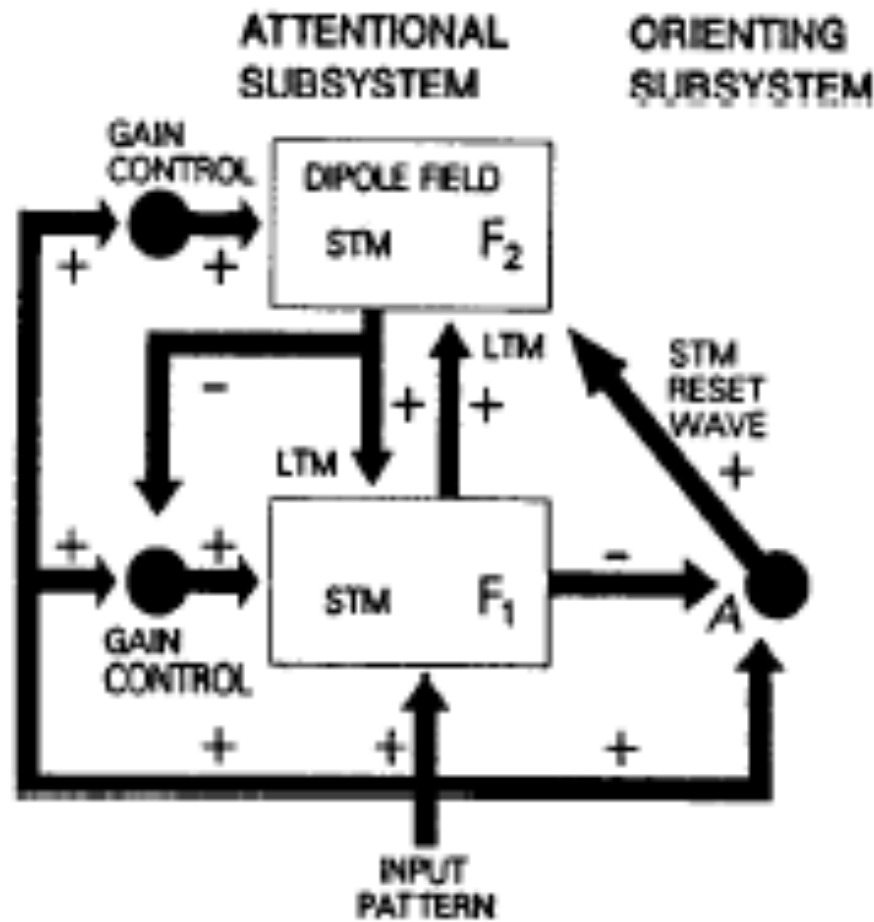 ATTENTIONAL
SUBSYSTEM
ORIENTING
SUBSYSTEM
GAIN
CONTROL
DIPOLE FIELD
STM F₂
+ +
LTM
STM
RESET
WAVE
-
+ +
LTM
+
+ +
-
STM F₁
A
GAIN
CONTROL
+ + +
INPUT
PATTERN